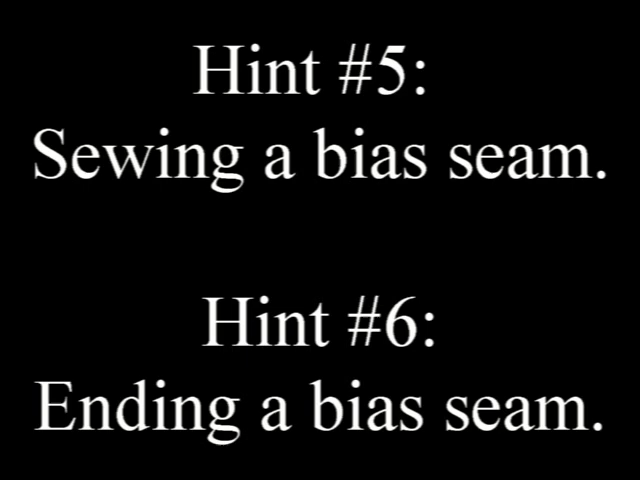 Hint #5:
Sewing a bias seam.
Hint #6:
Ending a bias seam.